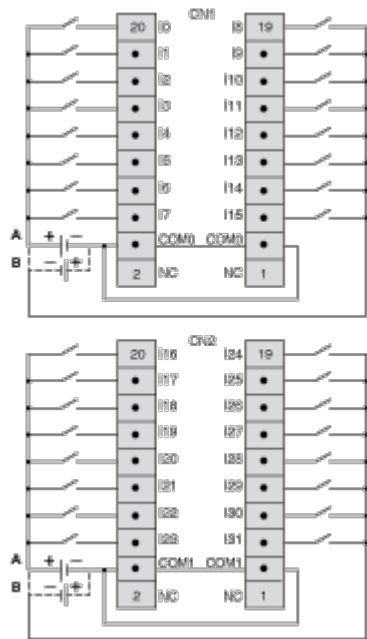 CN1
20 I0 I8 19
I1 I9
I2 I10
I3 I11
I4 I12
I5 I13
I6 I14
I7 I15
A + − COM0 COM0
B − + 2 NC NC 1
CN2
20 I16 I24 19
I17 I25
I18 I26
I19 I27
I20 I28
I21 I29
I22 I30
I23 I31
A + − COM1 COM1
B − + 2 NC NC 1